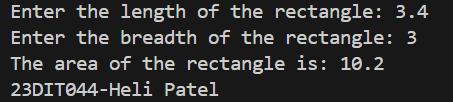 Enter the length of the rectangle: 3.4
Enter the breadth of the rectangle: 3
The area of the rectangle is: 10.2
23DIT044-Heli Patel